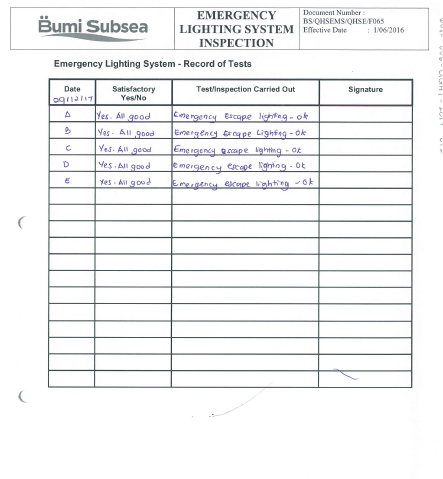 Bumi Subsea
EMERGENCY
LIGHTING SYSTEM
INSPECTION
Document Number :
BS/QHSEMS/QHSE/F065
Effective Date : 1/06/2016
Emergency Lighting System - Record of Tests
Date Satisfactory Yes/No Test/Inspection Carried Out Signature
09/12/17
A Yes. All good Emergency Escape lighting - ok
B Yes. All good Emergency Escape Lighting - Ok
C Yes. All good Emergency Escape lighting - Ok
D Yes. All good emergency escape lighting - Ok
E Yes. All good Emergency escape lighting - Ok